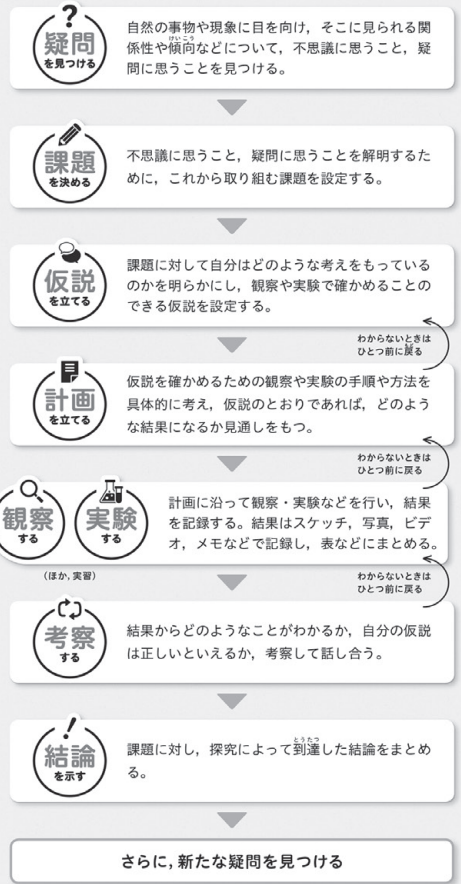 ?
疑問
を見つける
自然の事物や現象に目を向け，そこに見られる関
けいこう
係性や傾向などについて，不思議に思うこと，疑
問に思うことを見つける。
課題
を決める
不思議に思うこと，疑問に思うことを解明するた
めに，これから取り組む課題を設定する。
仮説
を立てる
課題に対して自分はどのような考えをもっている
のかを明らかにし，観察や実験で確かめることの
できる仮説を設定する。
わからないときは
ひとつ前に戻る
計画
を立てる
仮説を確かめるための観察や実験の手順や方法を
具体的に考え，仮説のとおりであれば，どのよう
な結果になるか見通しをもつ。
わからないときは
ひとつ前に戻る
観察
する
実験
する
計画に沿って観察・実験などを行い，結果
を記録する。結果はスケッチ，写真，ビデ
オ，メモなどで記録し，表などにまとめる。
（ほか，実習）
わからないときは
ひとつ前に戻る
考察
する
結果からどのようなことがわかるか，自分の仮説
は正しいといえるか，考察して話し合う。
!
結論
を示す
とうたつ
課題に対し，探究によって到達した結論をまとめ
る。
さらに，新たな疑問を見つける